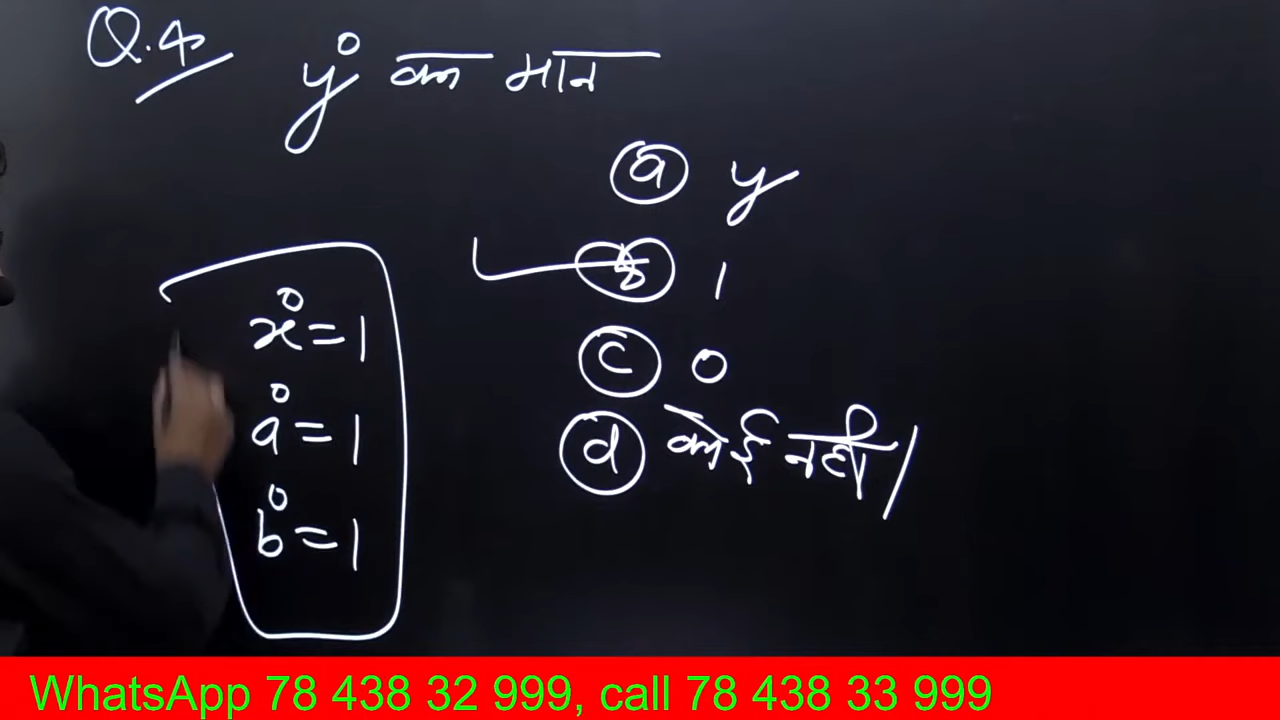 Q.4 y⁰ का मान
a y
b 1
c 0
d कोई नहीं।
x⁰=1
a⁰=1
b⁰=1
WhatsApp 78 438 32 999, call 78 438 33 999